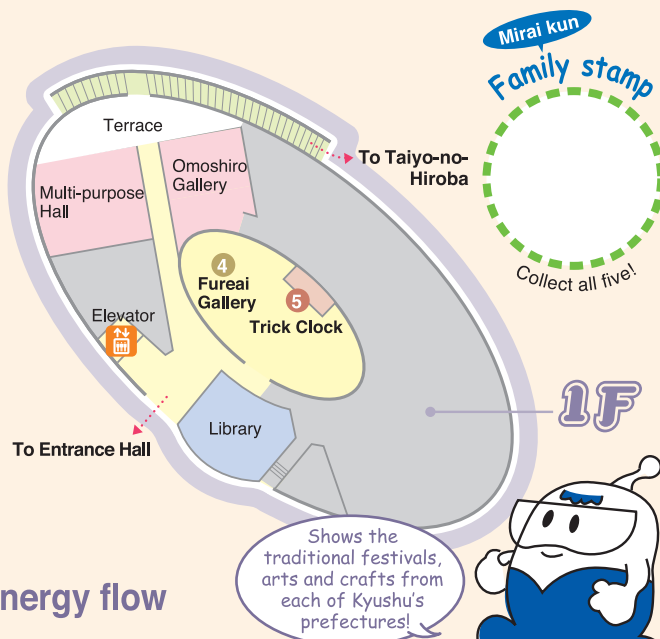 Mirai kun
Family stamp
Collect all five!
Terrace
To Taiyo-no-
Hiroba
Omoshiro
Gallery
Multi-purpose
Hall
4
Fureai
Gallery
5
Trick Clock
Elevator
Library
To Entrance Hall
1F
Shows the
traditional festivals,
arts and crafts from
each of Kyushu's
prefectures!
nergy flow